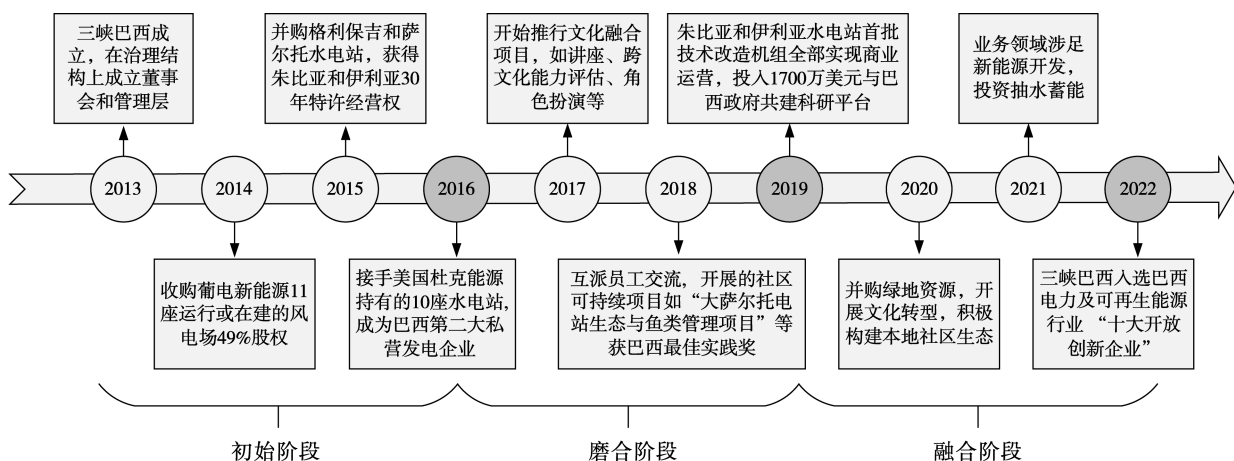 三峡巴西成
立，在治理结
构上成立董事
会和管理层
并购格利保吉和萨
尔托水电站，获得
朱比亚和伊利亚30
年特许经营权
开始推行文化融合
项目，如讲座、跨
文化能力评估、角
色扮演等
朱比亚和伊利亚水电站首批
技术改造机组全部实现商业
运营，投入1700万美元与巴
西政府共建科研平台
业务领域涉足
新能源开发，
投资抽水蓄能
2013 2014 2015 2016 2017 2018 2019 2020 2021 2022
收购葡电新能源11
座运行或在建的风
电场49%股权
接手美国杜克能源
持有的10座水电站，
成为巴西第二大私
营发电企业
互派员工交流，开展的社区
可持续项目如“大萨尔托电
站生态与鱼类管理项目”等
获巴西最佳实践奖
并购绿地资源，开
展文化转型，积极
构建本地社区生态
三峡巴西入选巴西
电力及可再生能源
行业 “十大开放
创新企业”
初始阶段 磨合阶段 融合阶段